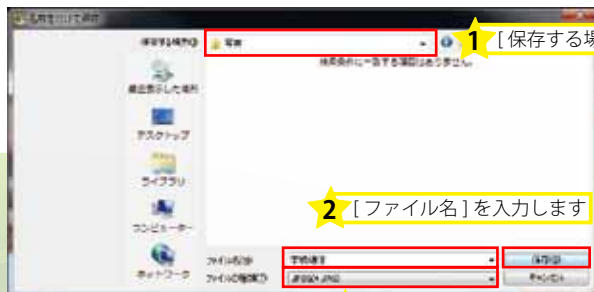 名前を付けて保存
保存する場所(I): 写真
1 [保存する場
検索条件に一致する項目はありません。
最近表示した場所
デスクトップ
ライブラリ
2 [ファイル名]を入力します
コンピューター
ネットワーク
ファイル名(N): 学級通信 保存(S)
ファイルの種類(T): キャンセル